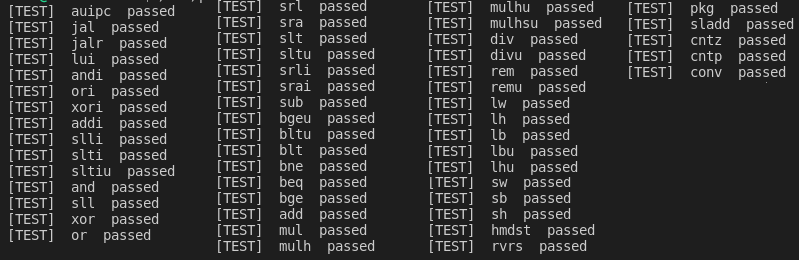 [TEST]  auipc  passed
[TEST]  jal  passed
[TEST]  jalr  passed
[TEST]  lui  passed
[TEST]  andi  passed
[TEST]  ori  passed
[TEST]  xori  passed
[TEST]  addi  passed
[TEST]  slli  passed
[TEST]  slti  passed
[TEST]  sltiu  passed
[TEST]  and  passed
[TEST]  sll  passed
[TEST]  xor  passed
[TEST]  or  passed
[TEST]  srl  passed
[TEST]  sra  passed
[TEST]  slt  passed
[TEST]  sltu  passed
[TEST]  srli  passed
[TEST]  srai  passed
[TEST]  sub  passed
[TEST]  bgeu  passed
[TEST]  bltu  passed
[TEST]  blt  passed
[TEST]  bne  passed
[TEST]  beq  passed
[TEST]  bge  passed
[TEST]  add  passed
[TEST]  mul  passed
[TEST]  mulh  passed
[TEST]  mulhu  passed
[TEST]  mulhsu  passed
[TEST]  div  passed
[TEST]  divu  passed
[TEST]  rem  passed
[TEST]  remu  passed
[TEST]  lw  passed
[TEST]  lh  passed
[TEST]  lb  passed
[TEST]  lbu  passed
[TEST]  lhu  passed
[TEST]  sw  passed
[TEST]  sb  passed
[TEST]  sh  passed
[TEST]  hmdst  passed
[TEST]  rvrs  passed
[TEST]  pkg  passed
[TEST]  sladd  passed
[TEST]  cntz  passed
[TEST]  cntp  passed
[TEST]  conv  passed